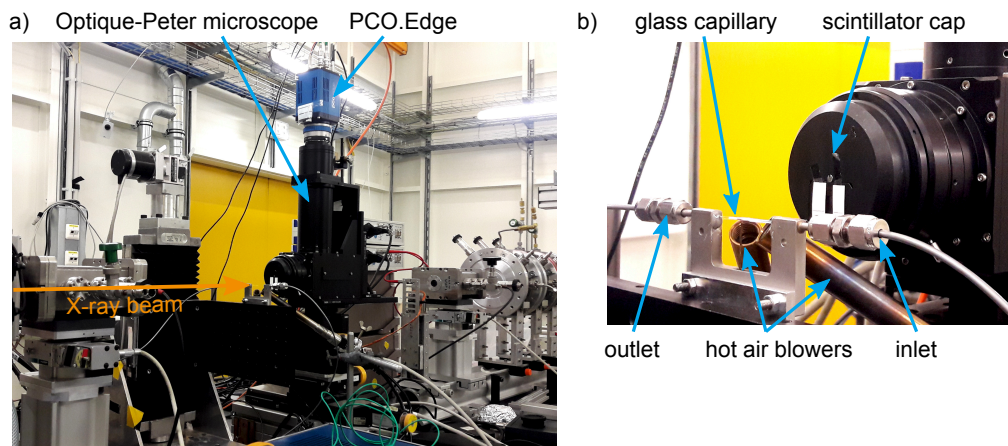 a)
Optique-Peter microscope
PCO.Edge
X-ray beam
b)
glass capillary
scintillator cap
outlet
hot air blowers
inlet